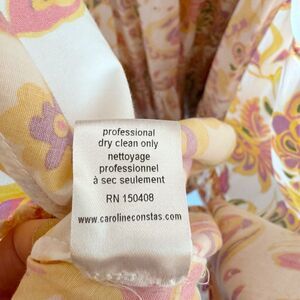 professional
dry clean only
nettoyage
professionnel
à sec seulement
RN 150408
www.carolineconstas.com